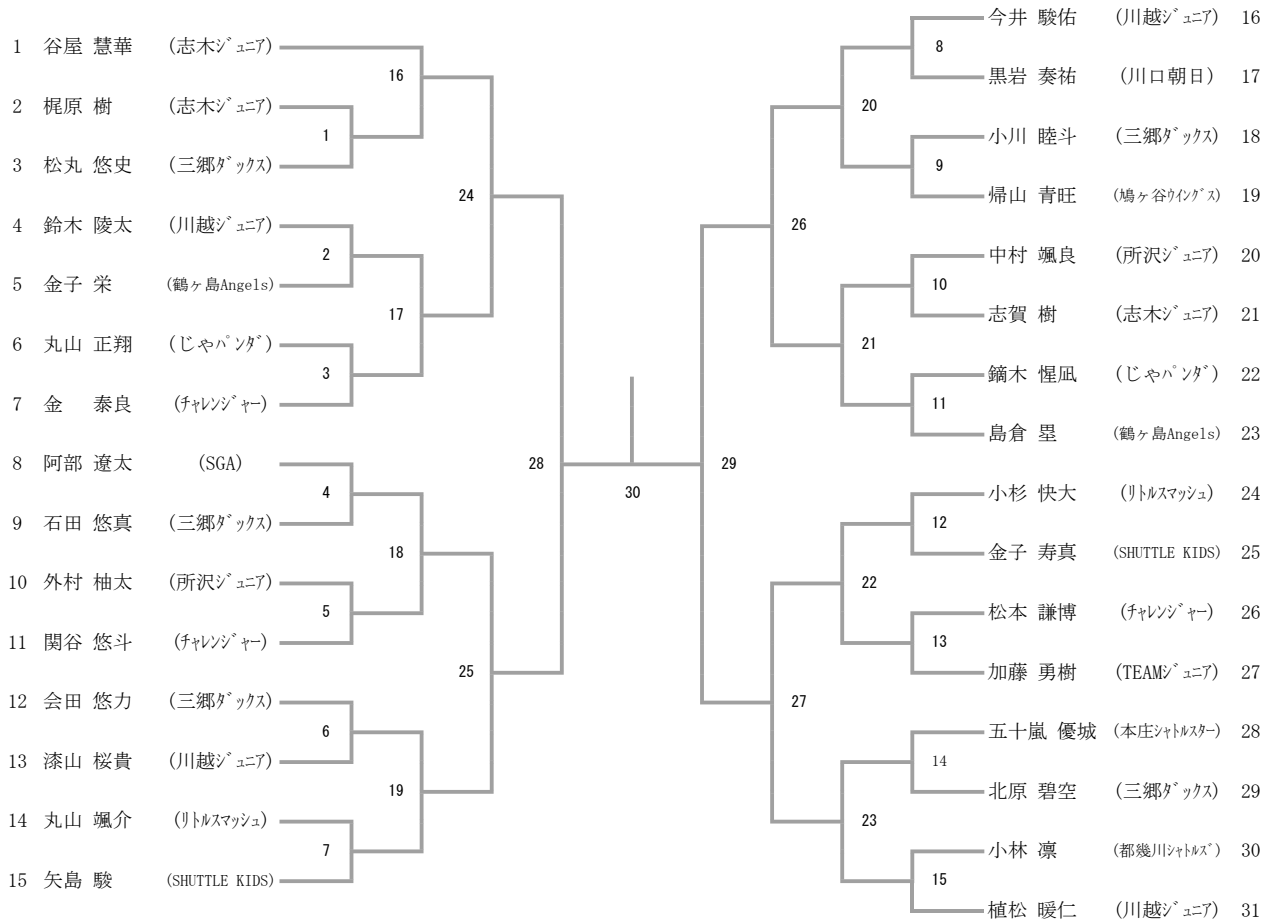 1 谷屋 慧華 (志木ｼﾞｭﾆｱ)
2 梶原 樹 (志木ｼﾞｭﾆｱ)
3 松丸 悠史 (三郷ﾀﾞｯｸｽ)
4 鈴木 陵太 (川越ｼﾞｭﾆｱ)
5 金子 栄 (鶴ヶ島Angels)
6 丸山 正翔 (じゃﾊﾟﾝﾀﾞ)
7 金 泰良 (ﾁｬﾚﾝｼﾞｬｰ)
8 阿部 遼太 (SGA)
9 石田 悠真 (三郷ﾀﾞｯｸｽ)
10 外村 柚太 (所沢ｼﾞｭﾆｱ)
11 関谷 悠斗 (ﾁｬﾚﾝｼﾞｬｰ)
12 会田 悠力 (三郷ﾀﾞｯｸｽ)
13 漆山 桜貴 (川越ｼﾞｭﾆｱ)
14 丸山 颯介 (ﾘﾄﾙｽﾏｯｼｭ)
15 矢島 駿 (SHUTTLE KIDS)
16
1
24
2
17
3
28
4
18
5
25
6
19
7
30
29
8
20
9
26
10
21
11
12
22
13
27
14
23
15
今井 駿佑 (川越ｼﾞｭﾆｱ) 16
黒岩 奏祐 (川口朝日) 17
小川 睦斗 (三郷ﾀﾞｯｸｽ) 18
帰山 青旺 (鳩ヶ谷ｳｲﾝｸﾞｽ) 19
中村 颯良 (所沢ｼﾞｭﾆｱ) 20
志賀 樹 (志木ｼﾞｭﾆｱ) 21
鏑木 惺凪 (じゃﾊﾟﾝﾀﾞ) 22
島倉 塁 (鶴ヶ島Angels) 23
小杉 快大 (ﾘﾄﾙｽﾏｯｼｭ) 24
金子 寿真 (SHUTTLE KIDS) 25
松本 謙博 (ﾁｬﾚﾝｼﾞｬｰ) 26
加藤 勇樹 (TEAMｼﾞｭﾆｱ) 27
五十嵐 優城 (本庄ｼｬﾄﾙｽﾀｰ) 28
北原 碧空 (三郷ﾀﾞｯｸｽ) 29
小林 凛 (都幾川ｼｬﾄﾙｽﾞ) 30
植松 暖仁 (川越ｼﾞｭﾆｱ) 31